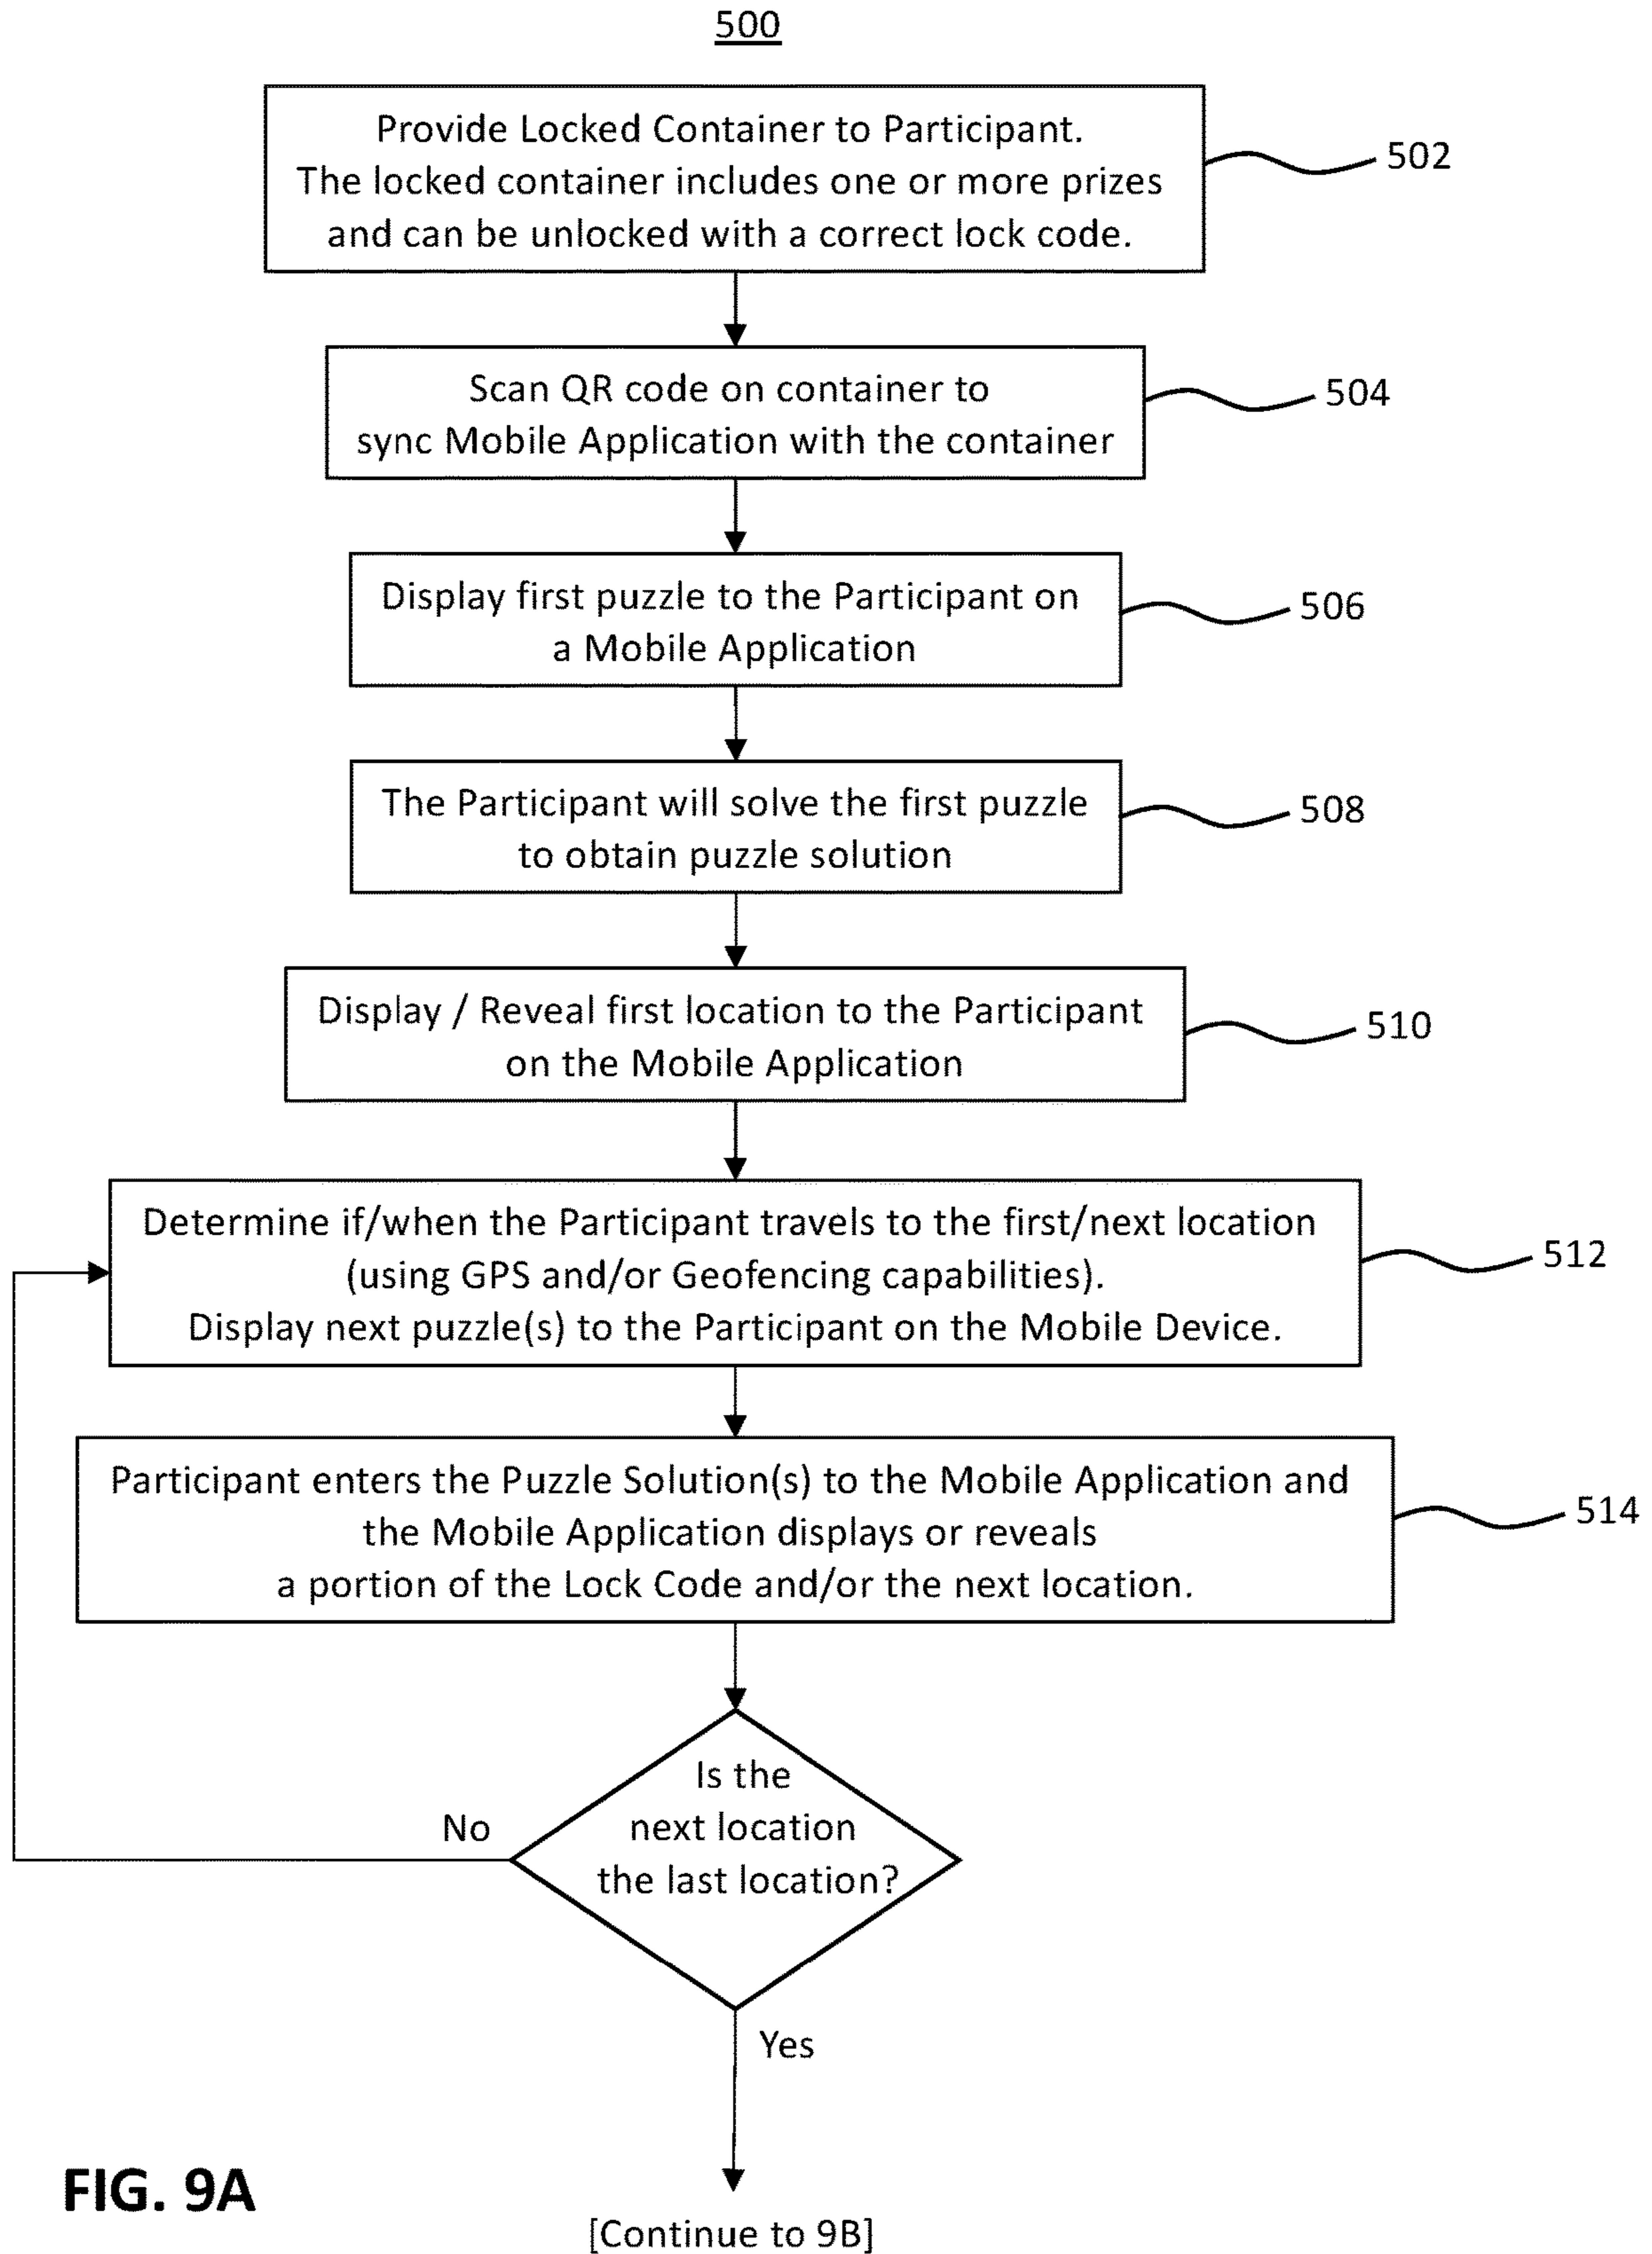 500
Provide Locked Container to Participant.
The locked container includes one or more prizes
and can be unlocked with a correct lock code.
502
Scan QR code on container to
sync Mobile Application with the container
504
Display first puzzle to the Participant on
a Mobile Application
506
The Participant will solve the first puzzle
to obtain puzzle solution
508
Display / Reveal first location to the Participant
on the Mobile Application
510
Determine if/when the Participant travels to the first/next location
(using GPS and/or Geofencing capabilities).
Display next puzzle(s) to the Participant on the Mobile Device.
512
Participant enters the Puzzle Solution(s) to the Mobile Application and
the Mobile Application displays or reveals
a portion of the Lock Code and/or the next location.
514
Is the
next location
the last location?
No
Yes
FIG. 9A
[Continue to 9B]